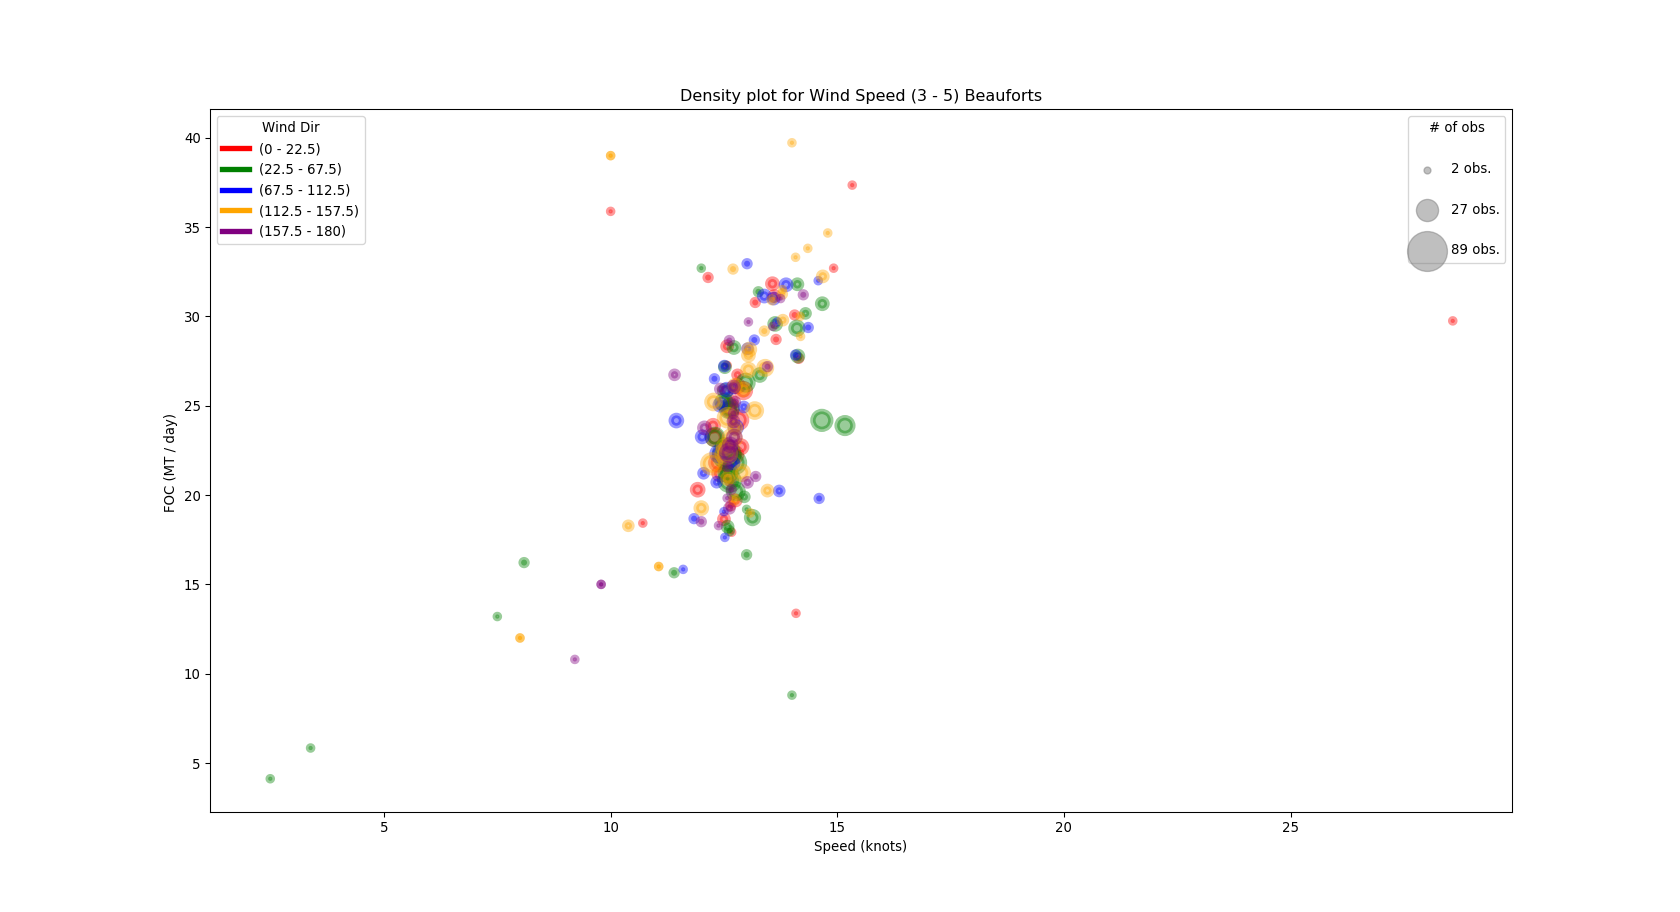 Density plot for Wind Speed (3 - 5) Beauforts
Wind Dir
(0 - 22.5)
(22.5 - 67.5)
(67.5 - 112.5)
(112.5 - 157.5)
(157.5 - 180)
# of obs
2 obs.
27 obs.
89 obs.
FOC (MT / day)
40
35
30
25
20
15
10
5
5
10
15
20
25
Speed (knots)